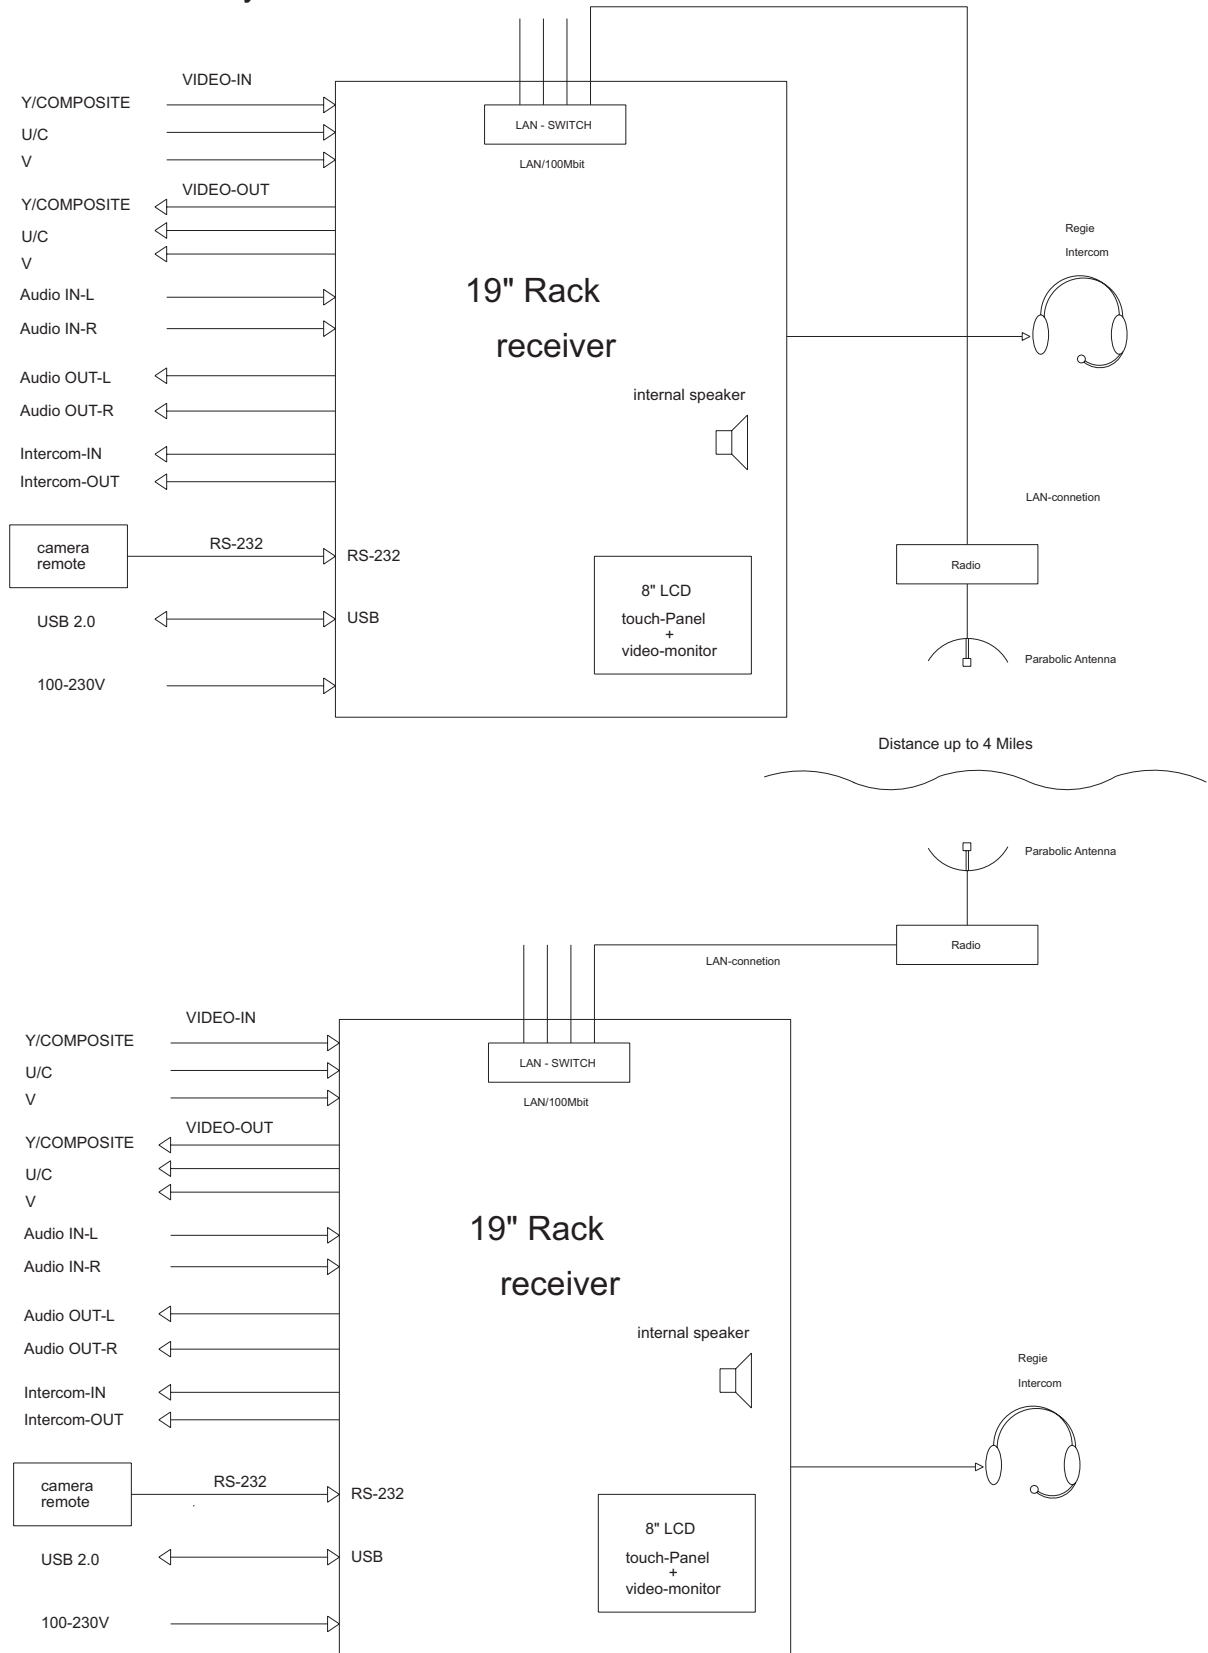 VIDEO-IN
Y/COMPOSITE
U/C
V
VIDEO-OUT
Y/COMPOSITE
U/C
V
Audio IN-L
Audio IN-R
Audio OUT-L
Audio OUT-R
Intercom-IN
Intercom-OUT
camera
remote
RS-232
RS-232
USB 2.0
USB
100-230V
LAN - SWITCH
LAN/100Mbit
19" Rack
receiver
internal speaker
8" LCD
touch-Panel
+
video-monitor
Regie
Intercom
LAN-connetion
Radio
Parabolic Antenna
Distance up to 4 Miles
Parabolic Antenna
Radio
LAN-connetion
VIDEO-IN
Y/COMPOSITE
U/C
V
VIDEO-OUT
Y/COMPOSITE
U/C
V
Audio IN-L
Audio IN-R
Audio OUT-L
Audio OUT-R
Intercom-IN
Intercom-OUT
camera
remote
RS-232
RS-232
USB 2.0
USB
100-230V
LAN - SWITCH
LAN/100Mbit
19" Rack
receiver
internal speaker
8" LCD
touch-Panel
+
video-monitor
Regie
Intercom